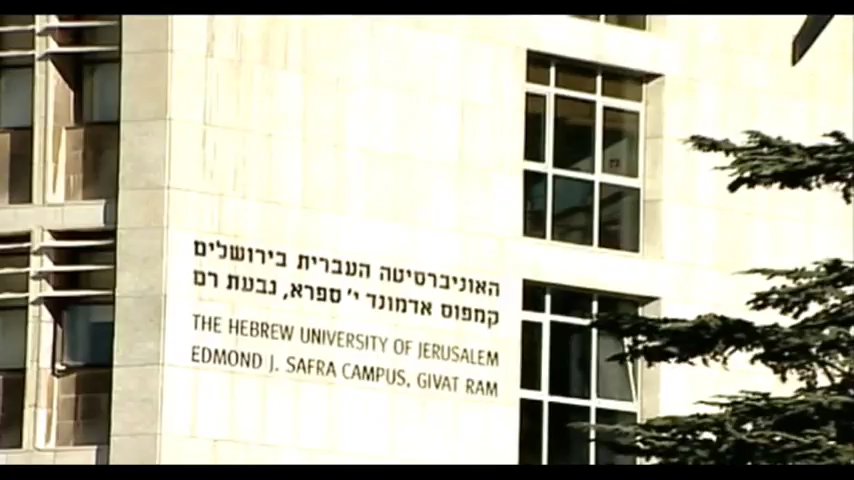 האוניברסיטה העברית בירושלים
קמפוס אדמונד י׳ ספרא, גבעת רם
THE HEBREW UNIVERSITY OF JERUSALEM
EDMOND J. SAFRA CAMPUS, GIVAT RAM